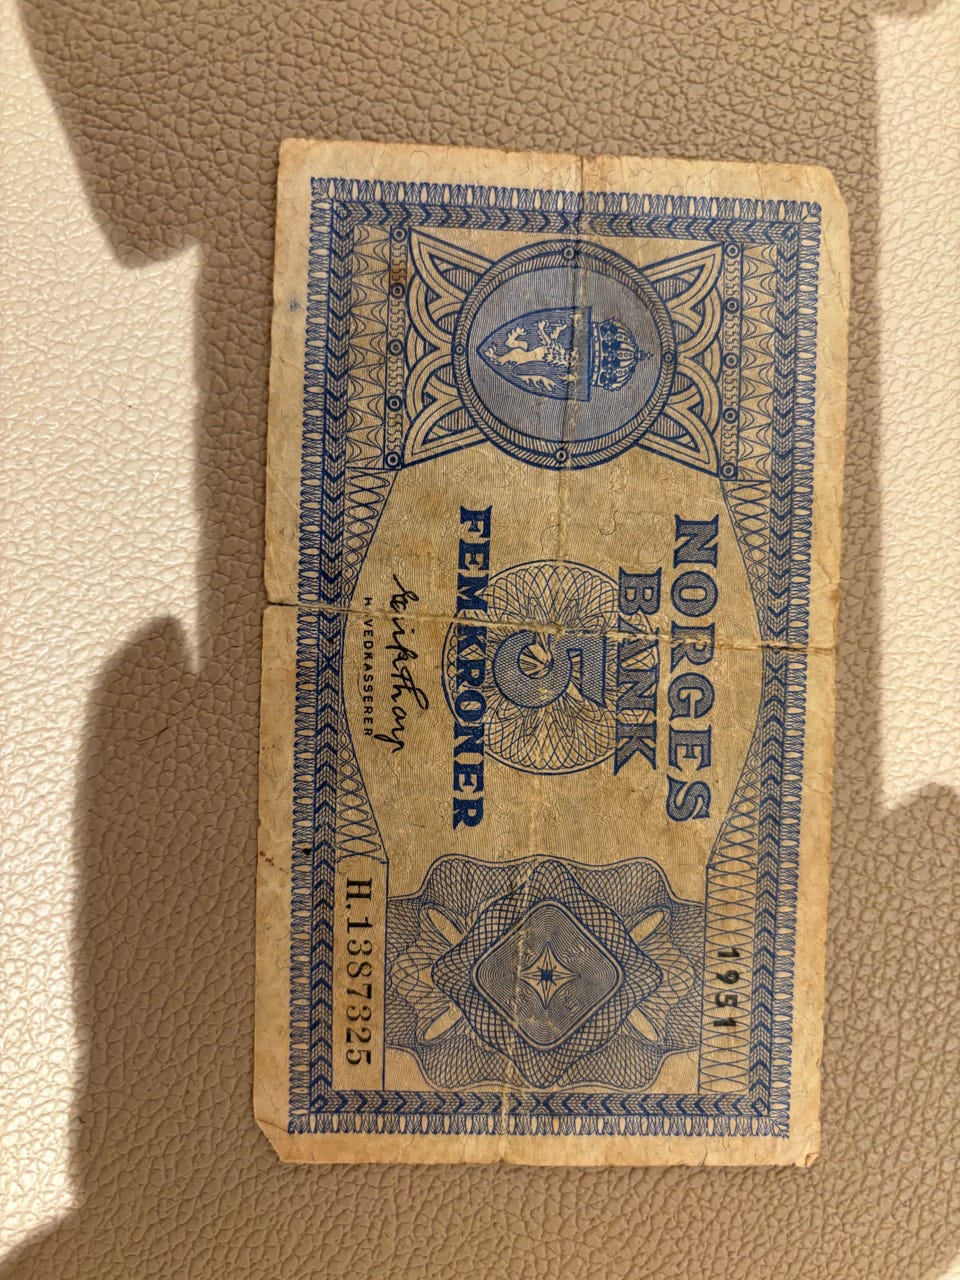 1951
NORGES
BANK
5
FEM KRONER
HOVEDKASSERER
H.1387325